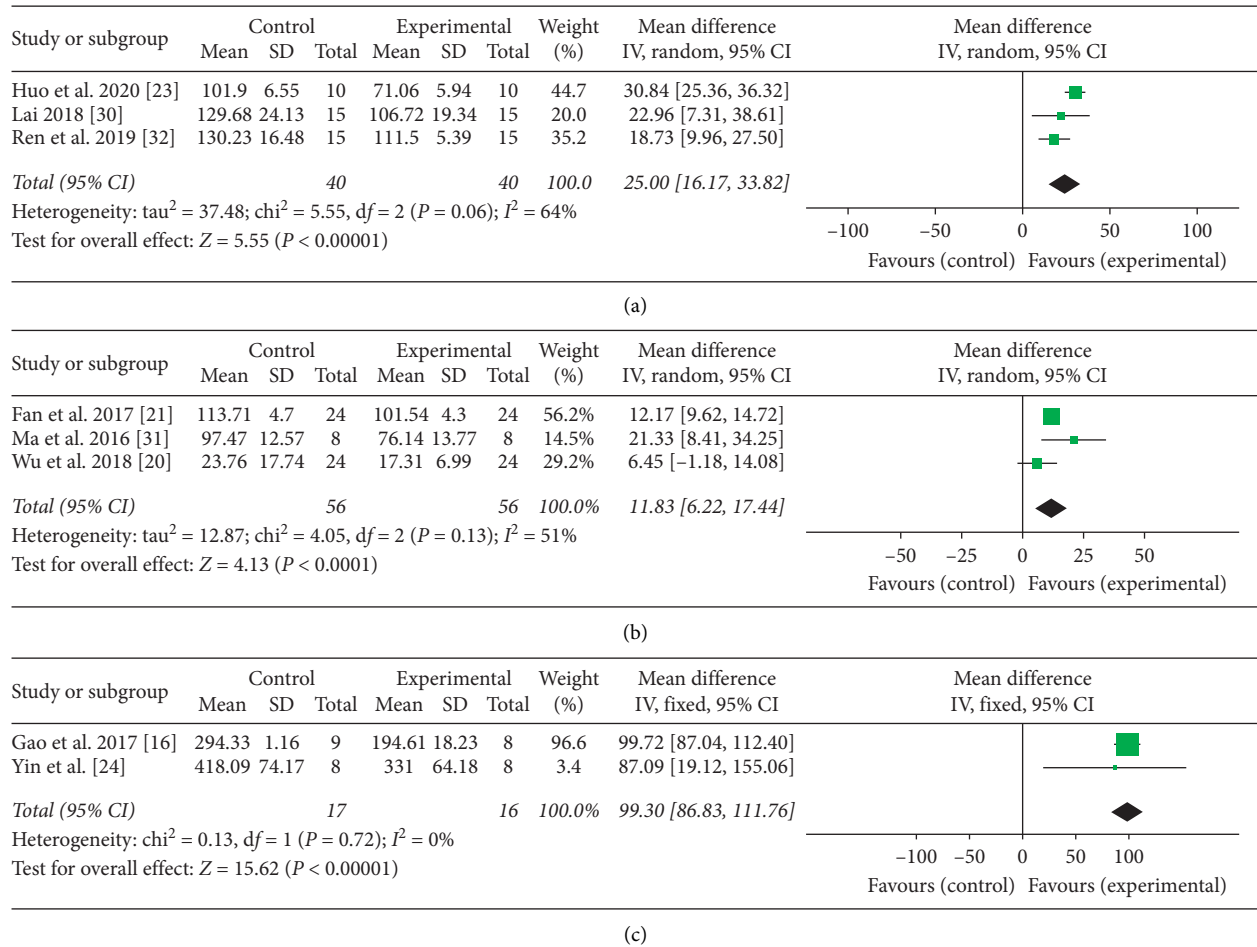 Study or subgroup Control Experimental Weight (%) Mean difference IV, random, 95% CI Mean difference IV, random, 95% CI
Mean SD Total Mean SD Total
Huo et al. 2020 [23] 101.9 6.55 10 71.06 5.94 10 44.7 30.84 [25.36, 36.32]
Lai 2018 [30] 129.68 24.13 15 106.72 19.34 15 20.0 22.96 [7.31, 38.61]
Ren et al. 2019 [32] 130.23 16.48 15 111.5 5.39 15 35.2 18.73 [9.96, 27.50]
Total (95% CI) 40 40 100.0 25.00 [16.17, 33.82]
Heterogeneity: tau² = 37.48; chi² = 5.55, df = 2 (P = 0.06); I² = 64%
Test for overall effect: Z = 5.55 (P < 0.00001)
−100 −50 0 50 100
Favours (control) Favours (experimental)
(a)
Study or subgroup Control Experimental Weight (%) Mean difference IV, random, 95% CI Mean difference IV, random, 95% CI
Mean SD Total Mean SD Total
Fan et al. 2017 [21] 113.71 4.7 24 101.54 4.3 24 56.2% 12.17 [9.62, 14.72]
Ma et al. 2016 [31] 97.47 12.57 8 76.14 13.77 8 14.5% 21.33 [8.41, 34.25]
Wu et al. 2018 [20] 23.76 17.74 24 17.31 6.99 24 29.2% 6.45 [−1.18, 14.08]
Total (95% CI) 56 56 100.0% 11.83 [6.22, 17.44]
Heterogeneity: tau² = 12.87; chi² = 4.05, df = 2 (P = 0.13); I² = 51%
Test for overall effect: Z = 4.13 (P < 0.0001)
−50 −25 0 25 50
Favours (control) Favours (experimental)
(b)
Study or subgroup Control Experimental Weight (%) Mean difference IV, fixed, 95% CI Mean difference IV, fixed, 95% CI
Mean SD Total Mean SD Total
Gao et al. 2017 [16] 294.33 1.16 9 194.61 18.23 8 96.6 99.72 [87.04, 112.40]
Yin et al. [24] 418.09 74.17 8 331 64.18 8 3.4 87.09 [19.12, 155.06]
Total (95% CI) 17 16 100.0% 99.30 [86.83, 111.76]
Heterogeneity: chi² = 0.13, df = 1 (P = 0.72); I² = 0%
Test for overall effect: Z = 15.62 (P < 0.00001)
−100 −50 0 50 100
Favours (control) Favours (experimental)
(c)